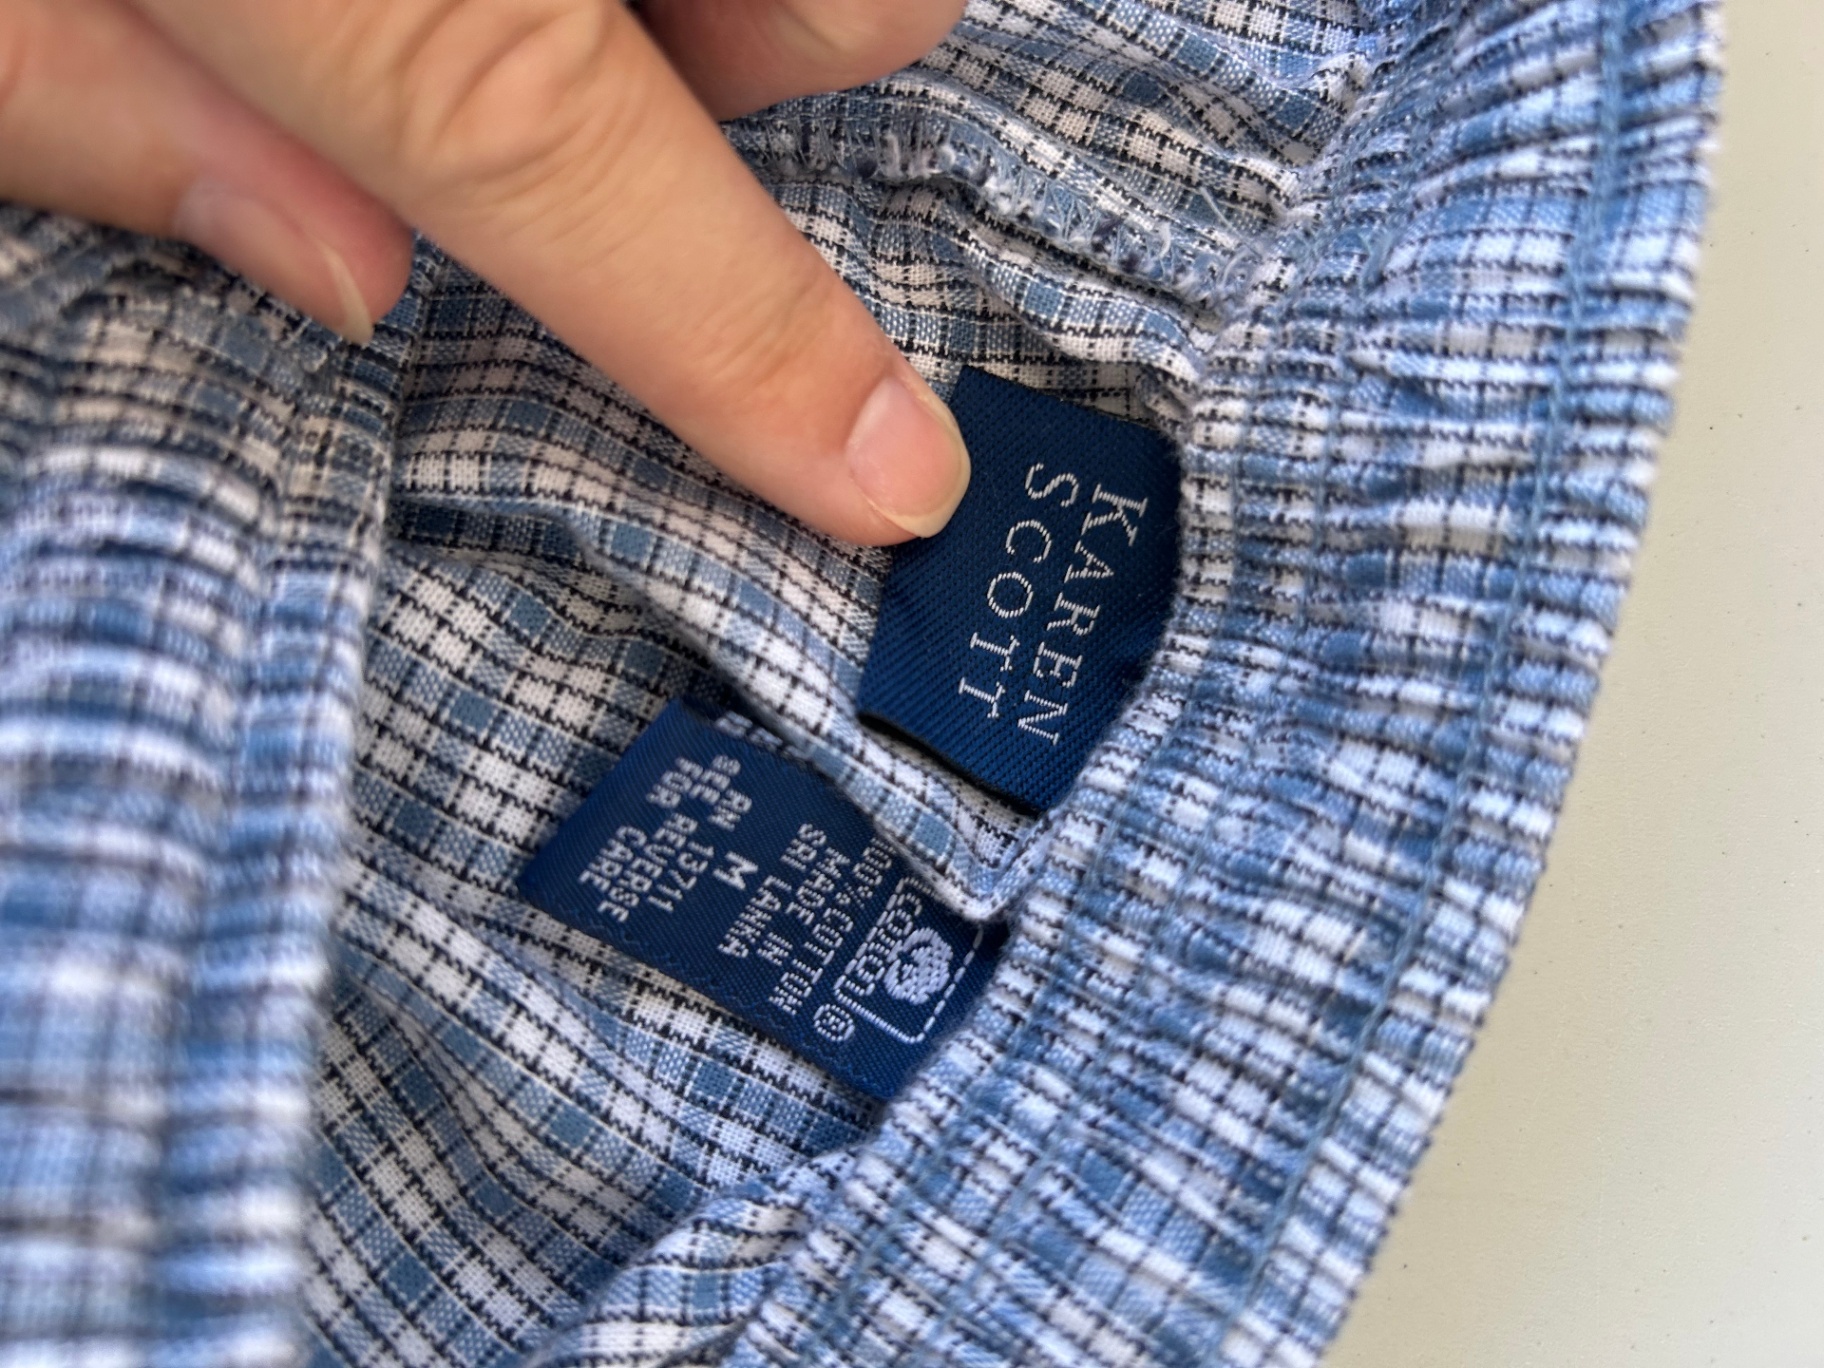 KAREN
SCOTT
Cotton
®
100% COTTON
MADE IN
SRI LANKA
M
RN 13711
SEE REVERSE
FOR CARE